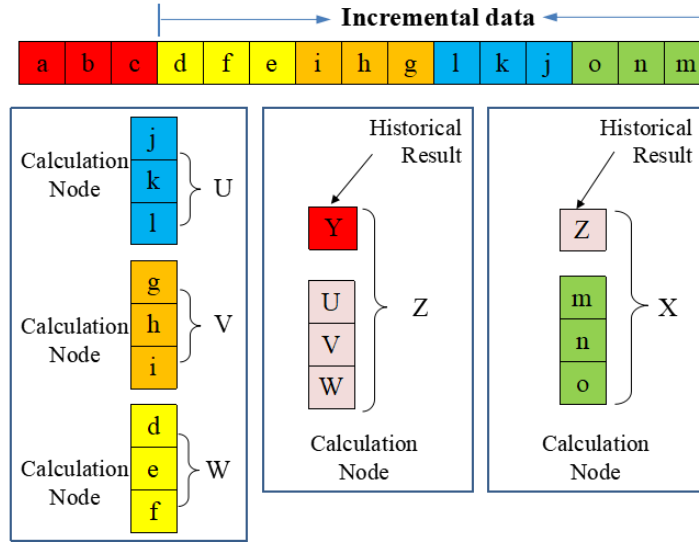 Incremental data
a b c d f e i h g l k j o n m
Calculation
Node
j
k
l
U
Calculation
Node
g
h
i
V
Calculation
Node
d
e
f
W
Historical
Result
Y
U
V
W
Z
Calculation
Node
Historical
Result
Z
m
n
o
X
Calculation
Node